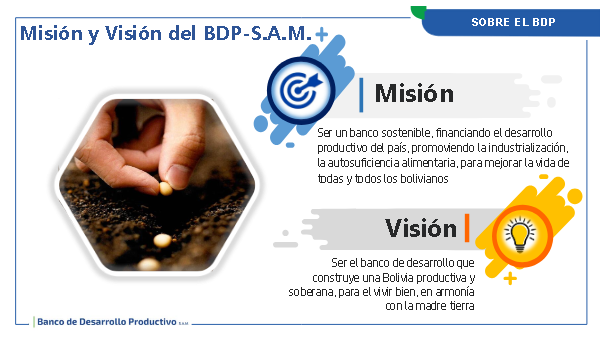 SOBRE EL BDP
Misión y Visión del BDP-S.A.M.
Misión
Ser un banco sostenible, financiando el desarrollo
productivo del país, promoviendo la industrialización,
la autosuficiencia alimentaria, para mejorar la vida de
todas y todos los bolivianos
Visión
Ser el banco de desarrollo que
construye una Bolivia productiva y
soberana, para el vivir bien, en armonía
con la madre tierra
Banco de Desarrollo Productivo S.A.M.